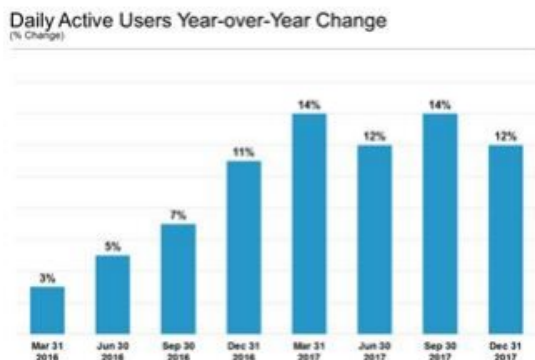 Daily Active Users Year-over-Year Change
(% Change)
3%
5%
7%
11%
14%
12%
14%
12%
Mar 31
2016
Jun 30
2016
Sep 30
2016
Dec 31
2016
Mar 31
2017
Jun 30
2017
Sep 30
2017
Dec 31
2017